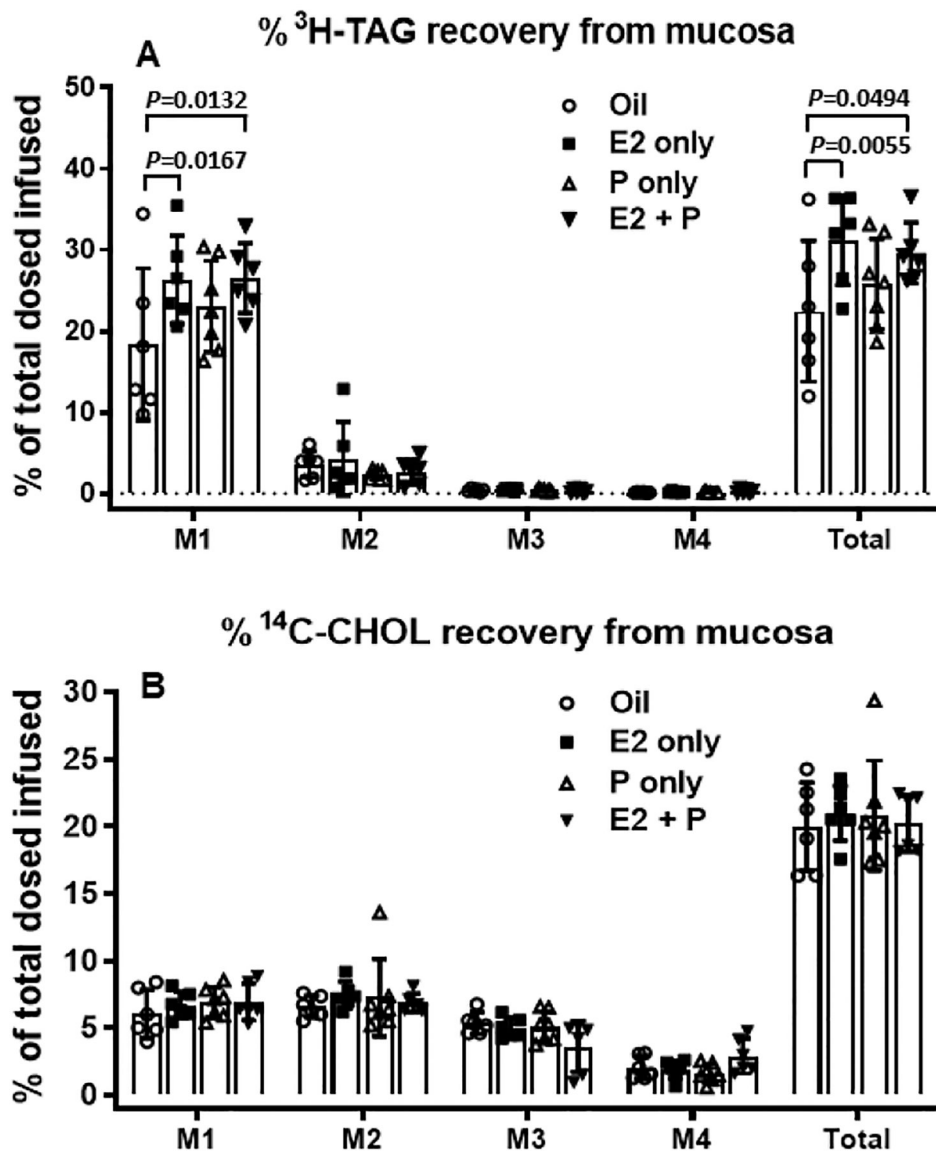 % ³H-TAG recovery from mucosa
A
% of total dosed infused
50
40
30
20
10
0
P=0.0132
P=0.0167
Oil
E2 only
P only
E2 + P
P=0.0494
P=0.0055
M1 M2 M3 M4 Total
% ¹⁴C-CHOL recovery from mucosa
B
% of total dosed infused
30
25
20
15
10
5
0
Oil
E2 only
P only
E2 + P
M1 M2 M3 M4 Total